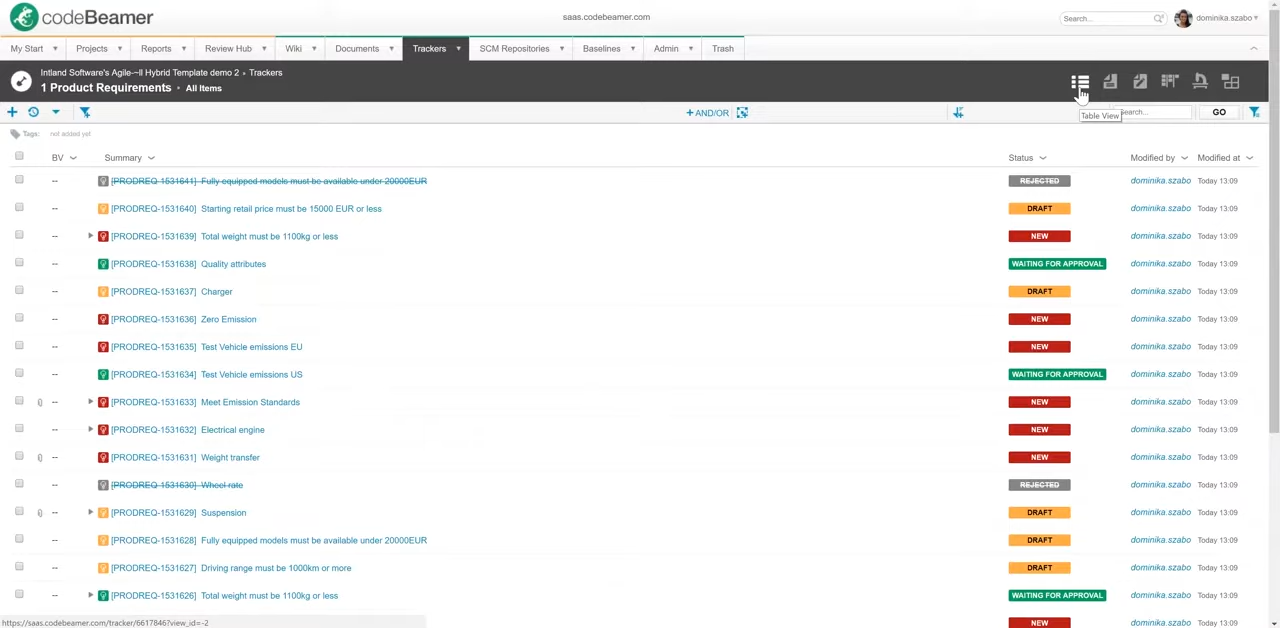 codeBeamer
saas.codebeamer.com
Search...
dominika.szabo
My Start Projects Reports Review Hub Wiki Documents Trackers SCM Repositories Baselines Admin Trash
Intland Software's Agile-–II Hybrid Template demo 2 › Trackers
1 Product Requirements · All Items
+ AND/OR
Search...
GO
Table View
Tags: not added yet
BV Summary Status Modified by Modified at
-- [PRODREQ-1531641] Fully equipped models must be available under 20000EUR REJECTED dominika.szabo Today 13:09
-- [PRODREQ-1531640] Starting retail price must be 15000 EUR or less DRAFT dominika.szabo Today 13:09
-- [PRODREQ-1531639] Total weight must be 1100kg or less NEW dominika.szabo Today 13:09
-- [PRODREQ-1531638] Quality attributes WAITING FOR APPROVAL dominika.szabo Today 13:09
-- [PRODREQ-1531637] Charger DRAFT dominika.szabo Today 13:09
-- [PRODREQ-1531636] Zero Emission NEW dominika.szabo Today 13:09
-- [PRODREQ-1531635] Test Vehicle emissions EU NEW dominika.szabo Today 13:09
-- [PRODREQ-1531634] Test Vehicle emissions US WAITING FOR APPROVAL dominika.szabo Today 13:09
-- [PRODREQ-1531633] Meet Emission Standards NEW dominika.szabo Today 13:09
-- [PRODREQ-1531632] Electrical engine NEW dominika.szabo Today 13:09
-- [PRODREQ-1531631] Weight transfer NEW dominika.szabo Today 13:09
-- [PRODREQ-1531630] Wheel rate REJECTED dominika.szabo Today 13:09
-- [PRODREQ-1531629] Suspension DRAFT dominika.szabo Today 13:09
-- [PRODREQ-1531628] Fully equipped models must be available under 20000EUR DRAFT dominika.szabo Today 13:09
-- [PRODREQ-1531627] Driving range must be 1000km or more DRAFT dominika.szabo Today 13:09
-- [PRODREQ-1531626] Total weight must be 1100kg or less WAITING FOR APPROVAL dominika.szabo Today 13:09
NEW dominika.szabo Today 13:09
https://saas.codebeamer.com/tracker/6617846?view_id=-2